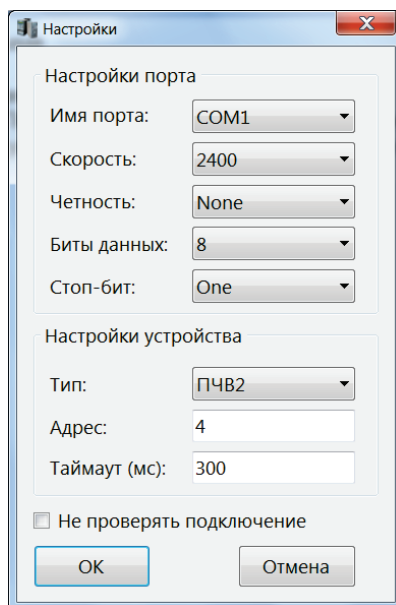 Настройки
Настройки порта
Имя порта: COM1
Скорость: 2400
Четность: None
Биты данных: 8
Стоп-бит: One
Настройки устройства
Тип: ПЧВ2
Адрес: 4
Таймаут (мс): 300
Не проверять подключение
OK Отмена